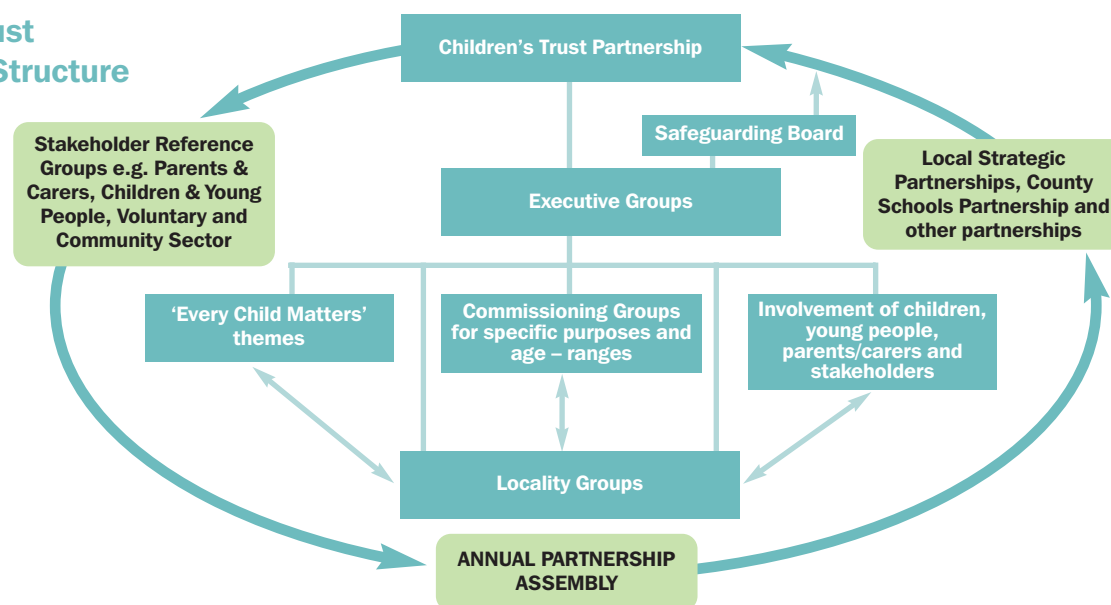 Structure
Children's Trust Partnership
Safeguarding Board
Stakeholder Reference
Groups e.g. Parents &
Carers, Children & Young
People, Voluntary and
Community Sector
Local Strategic
Partnerships, County
Schools Partnership and
other partnerships
Executive Groups
‘Every Child Matters’
themes
Commissioning Groups
for specific purposes and
age – ranges
Involvement of children,
young people,
parents/carers and
stakeholders
Locality Groups
ANNUAL PARTNERSHIP
ASSEMBLY